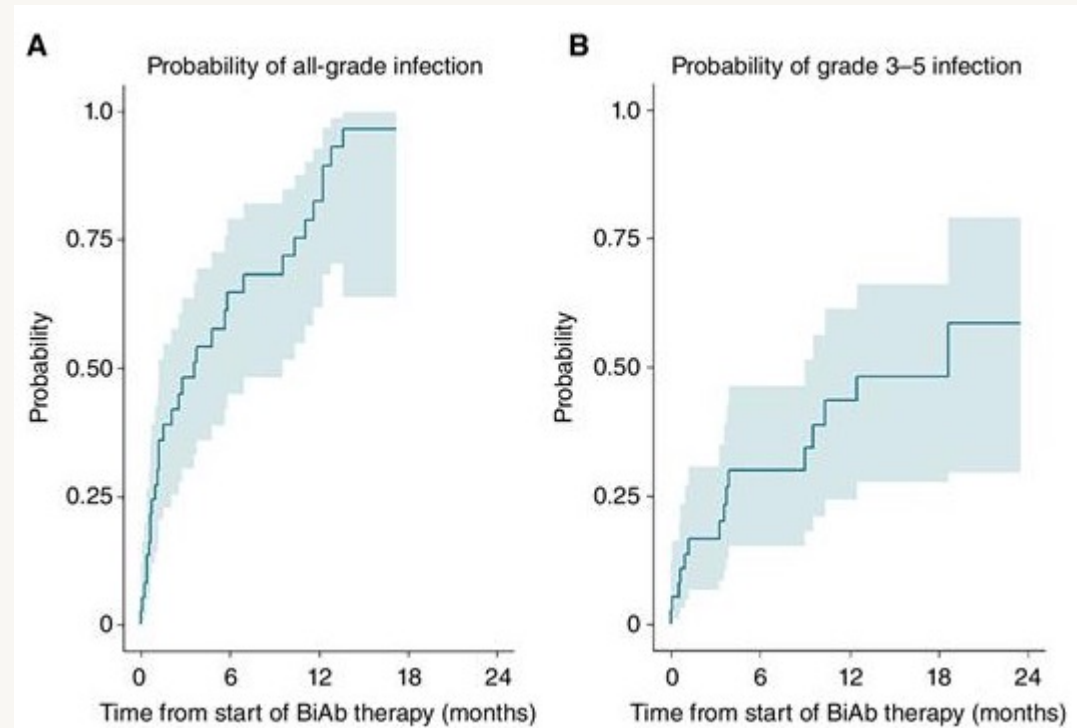 A
Probability of all-grade infection
1.0
0.75
0.50
0.25
0
Probability
0 6 12 18 24
Time from start of BiAb therapy (months)
B
Probability of grade 3–5 infection
1.0
0.75
0.50
0.25
0
Probability
0 6 12 18 24
Time from start of BiAb therapy (months)